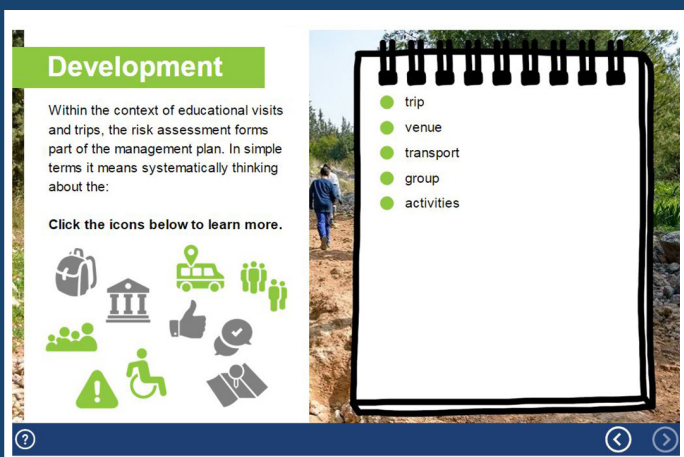 Development
Within the context of educational visits
and trips, the risk assessment forms
part of the management plan. In simple
terms it means systematically thinking
about the:
Click the icons below to learn more.
trip
venue
transport
group
activities
?